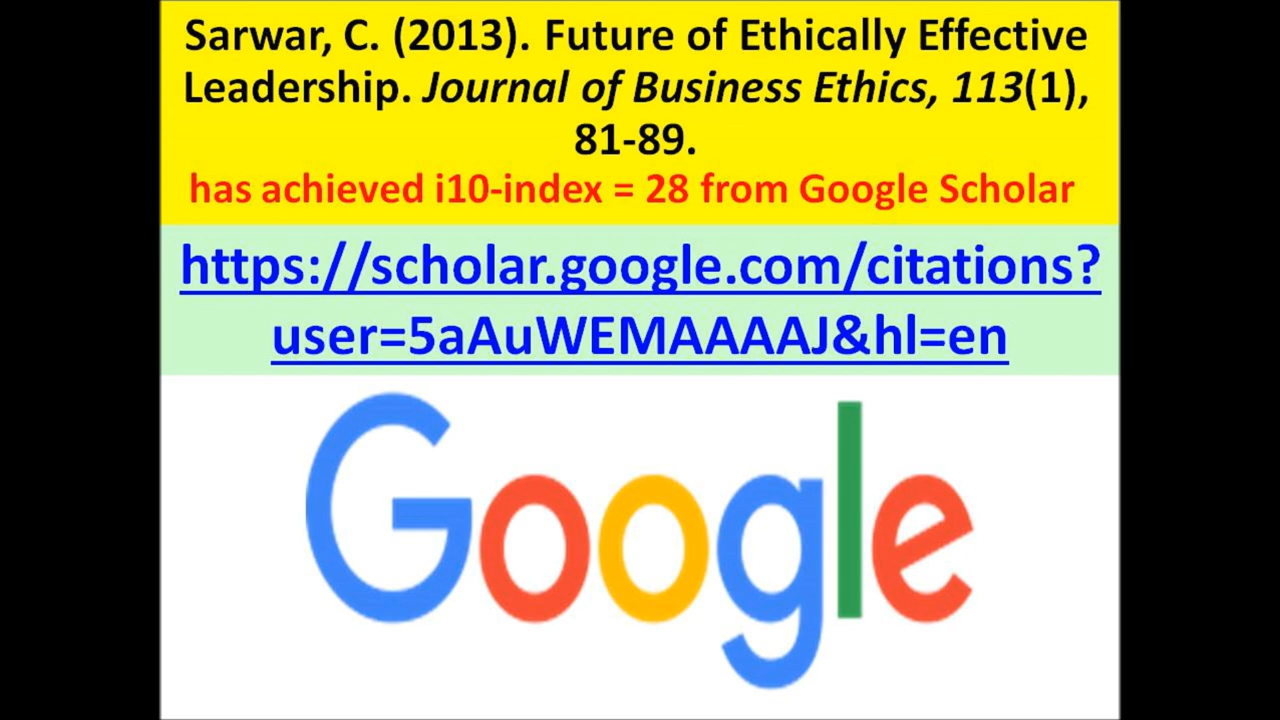 Sarwar, C. (2013). Future of Ethically Effective
Leadership. Journal of Business Ethics, 113(1),
81-89.
has achieved i10-index = 28 from Google Scholar
https://scholar.google.com/citations?
user=5aAuWEMAAAAJ&hl=en
Google